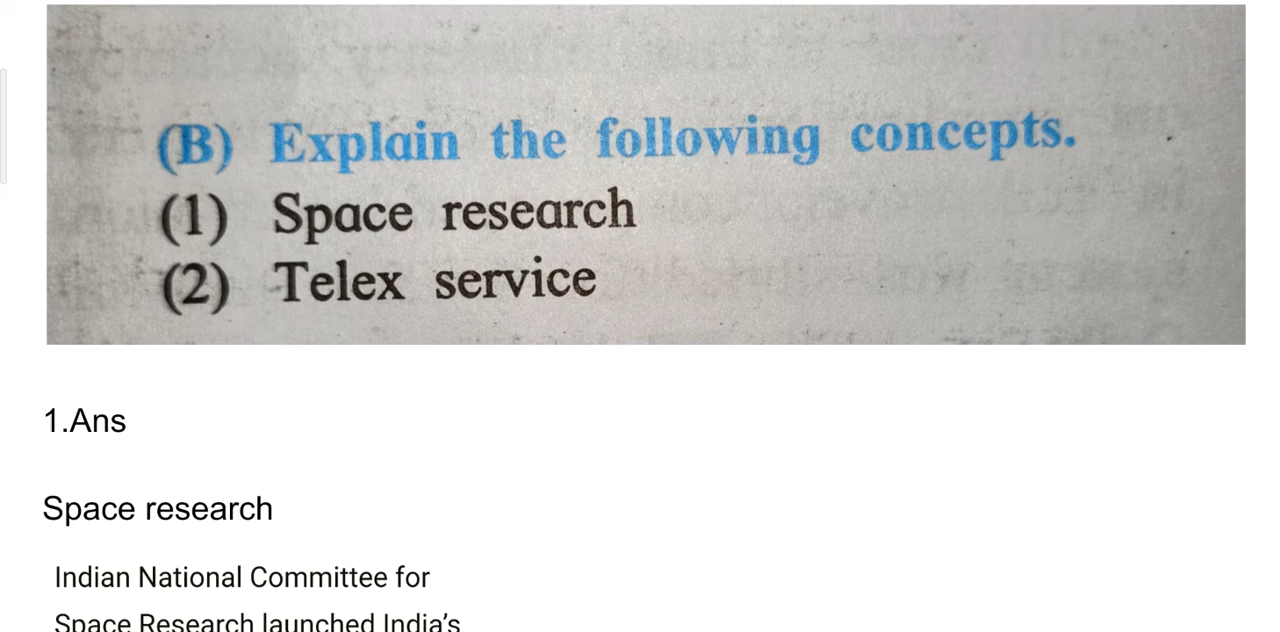 (B) Explain the following concepts.
(1) Space research
(2) Telex service
1.Ans
Space research
Indian National Committee for
Space Research launched India's